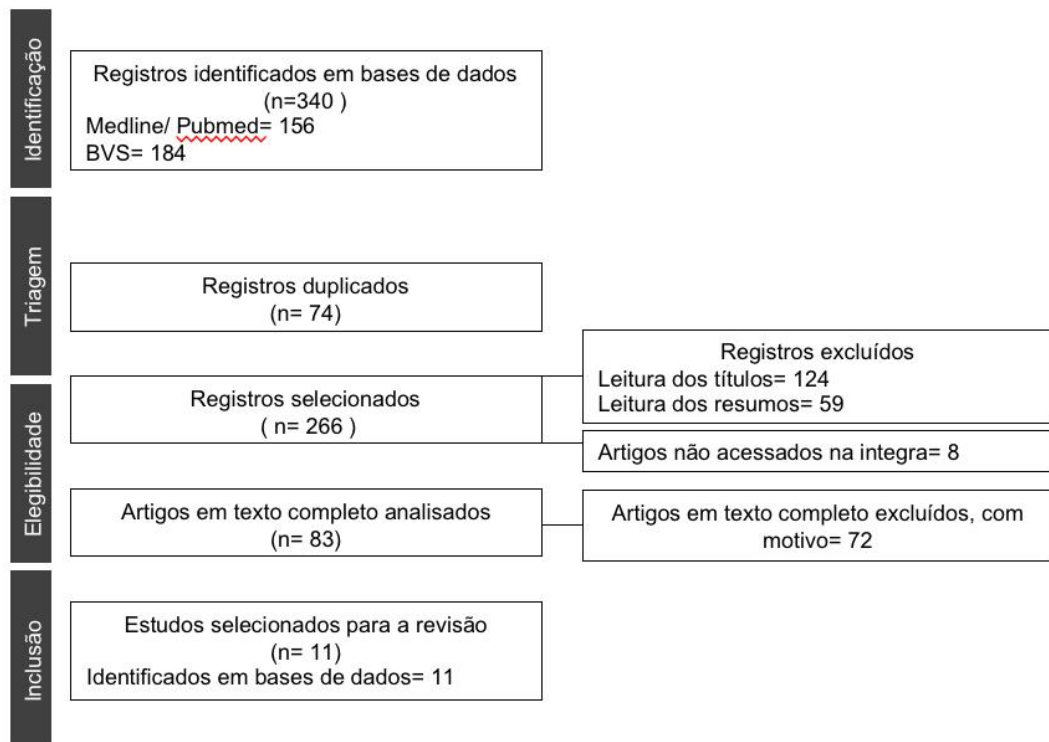 Identificação
Registros identificados em bases de dados
(n=340 )
Medline/ Pubmed= 156
BVS= 184
Triagem
Registros duplicados
(n= 74)
Registros excluídos
Leitura dos títulos= 124
Leitura dos resumos= 59
Elegibilidade
Registros selecionados
( n= 266 )
Artigos não acessados na integra= 8
Artigos em texto completo analisados
(n= 83)
Artigos em texto completo excluídos, com
motivo= 72
Inclusão
Estudos selecionados para a revisão
(n= 11)
Identificados em bases de dados= 11